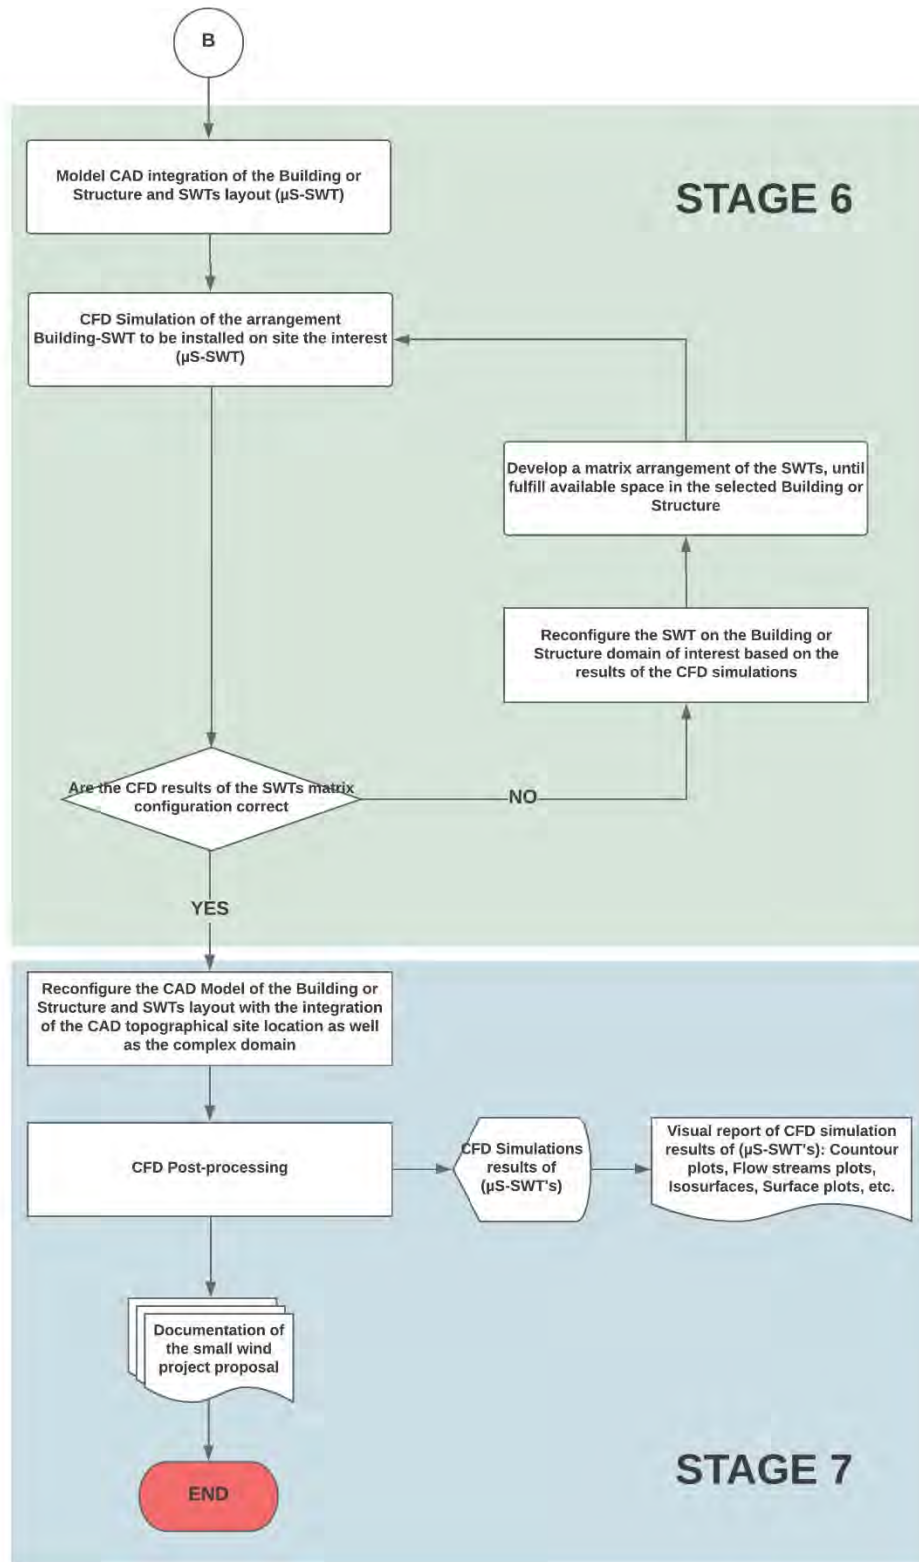 B
STAGE 6
Moldel CAD integration of the Building or
Structure and SWTs layout (µS-SWT)
CFD Simulation of the arrangement
Building-SWT to be installed on site the interest
(µS-SWT)
Develop a matrix arrangement of the SWTs, until
fulfill available space in the selected Building or
Structure
Reconfigure the SWT on the Building or
Structure domain of interest based on the
results of the CFD simulations
Are the CFD results of the SWTs matrix
configuration correct
NO
YES
Reconfigure the CAD Model of the Building or
Structure and SWTs layout with the integration
of the CAD topographical site location as well
as the complex domain
CFD Post-processing
CFD Simulations
results of
(µS-SWT's)
Visual report of CFD simulation
results of (µS-SWT's): Countour
plots, Flow streams plots,
Isosurfaces, Surface plots, etc.
Documentation of
the small wind
project proposal
END
STAGE 7